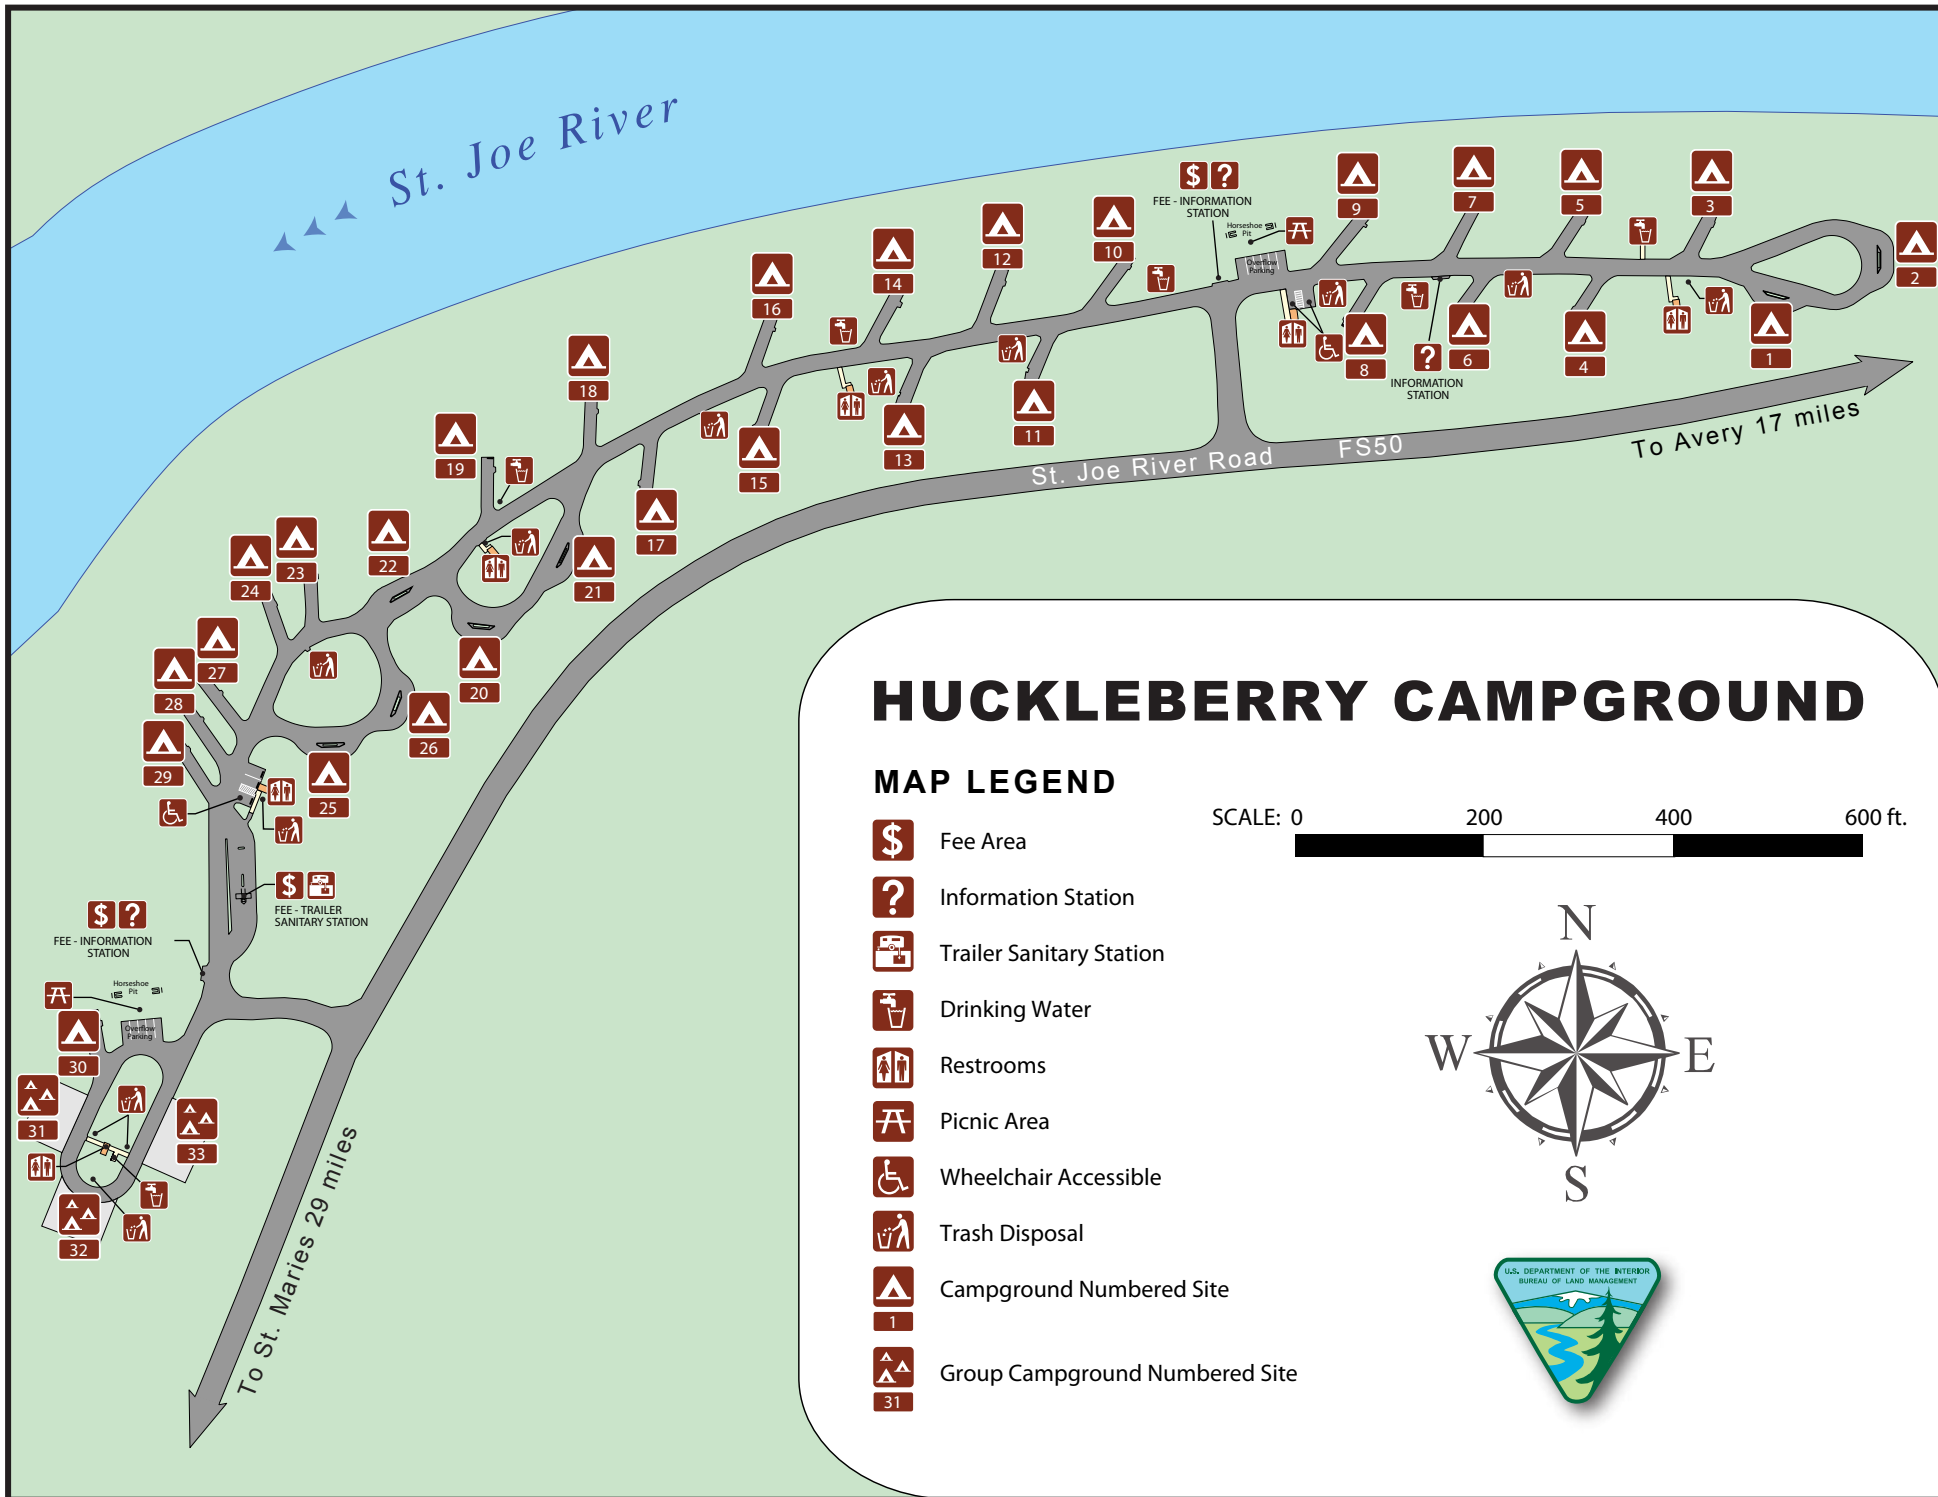 St. Joe River
FEE - INFORMATION
STATION
Horseshoe
Pit
Overflow
Parking
9
7
5
3
2
10
12
14
16
18
19
8
6
4
1
INFORMATION
STATION
11
13
15
17
21
20
22
23
24
27
28
29
26
25
St. Joe River Road FS50
To Avery 17 miles
FEE - TRAILER
SANITARY STATION
FEE - INFORMATION
STATION
Horseshoe
Pit
Overflow
Parking
30
31
33
32
To St. Maries 29 miles
HUCKLEBERRY CAMPGROUND
MAP LEGEND
$ Fee Area
? Information Station
Trailer Sanitary Station
Drinking Water
Restrooms
Picnic Area
Wheelchair Accessible
Trash Disposal
Campground Numbered Site
1
Group Campground Numbered Site
31
SCALE: 0 200 400 600 ft.
N
W E
S
U.S. DEPARTMENT OF THE INTERIOR
BUREAU OF LAND MANAGEMENT